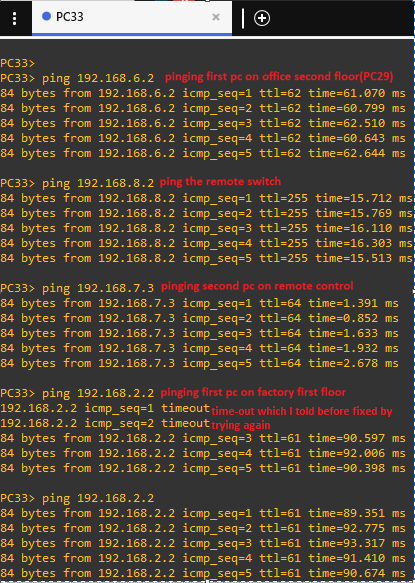 PC33
PC33>
PC33> ping 192.168.6.2 pinging first pc on office second floor(PC29)
84 bytes from 192.168.6.2 icmp_seq=1 ttl=62 time=61.070 ms
84 bytes from 192.168.6.2 icmp_seq=2 ttl=62 time=60.799 ms
84 bytes from 192.168.6.2 icmp_seq=3 ttl=62 time=62.510 ms
84 bytes from 192.168.6.2 icmp_seq=4 ttl=62 time=60.643 ms
84 bytes from 192.168.6.2 icmp_seq=5 ttl=62 time=62.644 ms
PC33> ping 192.168.8.2 ping the remote switch
84 bytes from 192.168.8.2 icmp_seq=1 ttl=255 time=15.712 ms
84 bytes from 192.168.8.2 icmp_seq=2 ttl=255 time=15.769 ms
84 bytes from 192.168.8.2 icmp_seq=3 ttl=255 time=16.110 ms
84 bytes from 192.168.8.2 icmp_seq=4 ttl=255 time=16.303 ms
84 bytes from 192.168.8.2 icmp_seq=5 ttl=255 time=15.513 ms
PC33> ping 192.168.7.3 pinging second pc on remote control
84 bytes from 192.168.7.3 icmp_seq=1 ttl=64 time=1.391 ms
84 bytes from 192.168.7.3 icmp_seq=2 ttl=64 time=0.852 ms
84 bytes from 192.168.7.3 icmp_seq=3 ttl=64 time=1.633 ms
84 bytes from 192.168.7.3 icmp_seq=4 ttl=64 time=1.932 ms
84 bytes from 192.168.7.3 icmp_seq=5 ttl=64 time=2.678 ms
PC33> ping 192.168.2.2 pinging first pc on factory first floor
192.168.2.2 icmp_seq=1 timeout time-out which I told before fixed by
192.168.2.2 icmp_seq=2 timeout trying again
84 bytes from 192.168.2.2 icmp_seq=3 ttl=61 time=90.597 ms
84 bytes from 192.168.2.2 icmp_seq=4 ttl=61 time=92.006 ms
84 bytes from 192.168.2.2 icmp_seq=5 ttl=61 time=90.398 ms
PC33> ping 192.168.2.2
84 bytes from 192.168.2.2 icmp_seq=1 ttl=61 time=89.351 ms
84 bytes from 192.168.2.2 icmp_seq=2 ttl=61 time=92.775 ms
84 bytes from 192.168.2.2 icmp_seq=3 ttl=61 time=93.317 ms
84 bytes from 192.168.2.2 icmp_seq=4 ttl=61 time=91.410 ms
84 bytes from 192.168.2.2 icmp_seq=5 ttl=61 time=90.674 ms